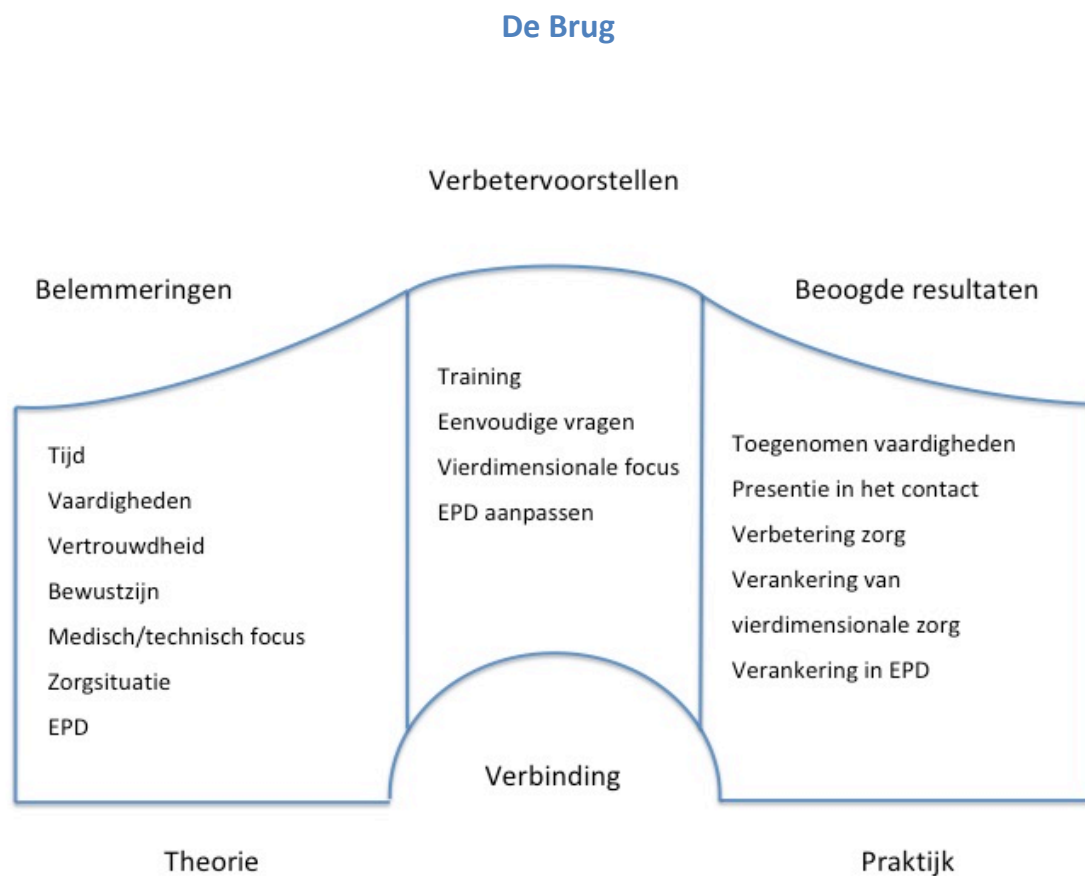 De Brug
Verbetervoorstellen
Belemmeringen
Beoogde resultaten
Tijd
Vaardigheden
Vertrouwdheid
Bewustzijn
Medisch/technisch focus
Zorgsituatie
EPD
Training
Eenvoudige vragen
Vierdimensionale focus
EPD aanpassen
Toegenomen vaardigheden
Presentie in het contact
Verbetering zorg
Verankering van
vierdimensionale zorg
Verankering in EPD
Verbinding
Theorie
Praktijk